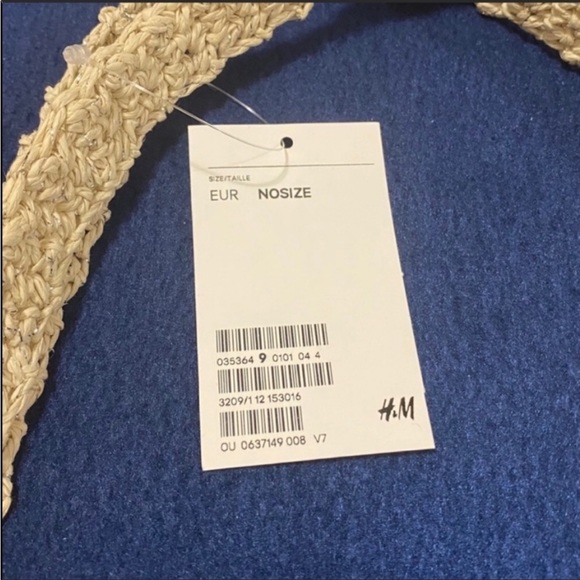 SIZE/TAILLE
EUR NOSIZE
035364 9 0101 04 4
3209/1 12 153016
H&M
OU 0637149 008 V7